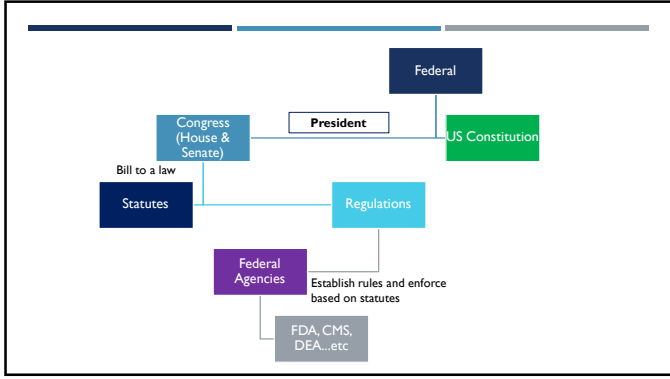 Federal
President
Congress
(House &
Senate)
US Constitution
Bill to a law
Statutes
Regulations
Federal
Agencies
Establish rules and enforce
based on statutes
FDA, CMS,
DEA...etc